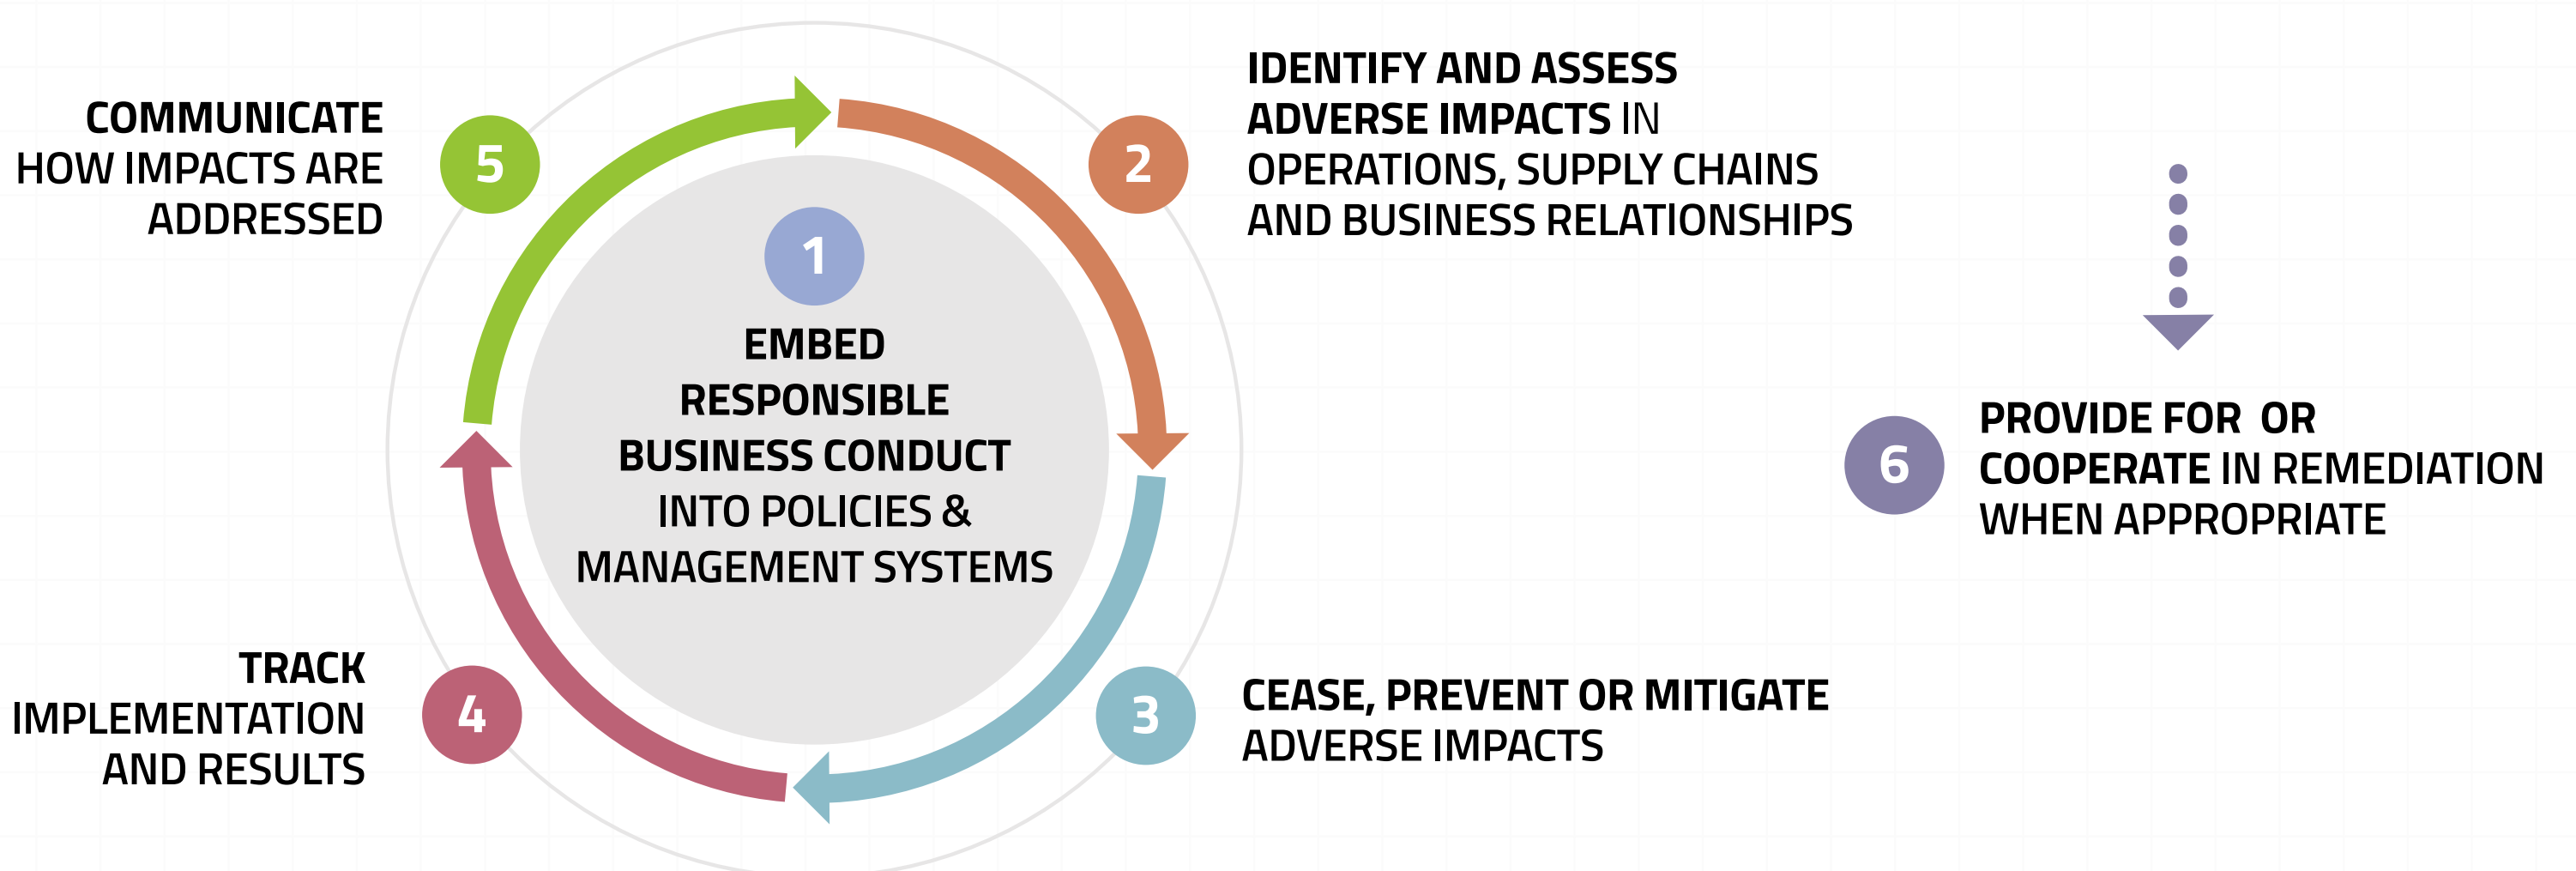 1
EMBED
RESPONSIBLE
BUSINESS CONDUCT
INTO POLICIES &
MANAGEMENT SYSTEMS
2
IDENTIFY AND ASSESS
ADVERSE IMPACTS IN
OPERATIONS, SUPPLY CHAINS
AND BUSINESS RELATIONSHIPS
3
CEASE, PREVENT OR MITIGATE
ADVERSE IMPACTS
4
TRACK
IMPLEMENTATION
AND RESULTS
5
COMMUNICATE
HOW IMPACTS ARE
ADDRESSED
6
PROVIDE FOR OR
COOPERATE IN REMEDIATION
WHEN APPROPRIATE